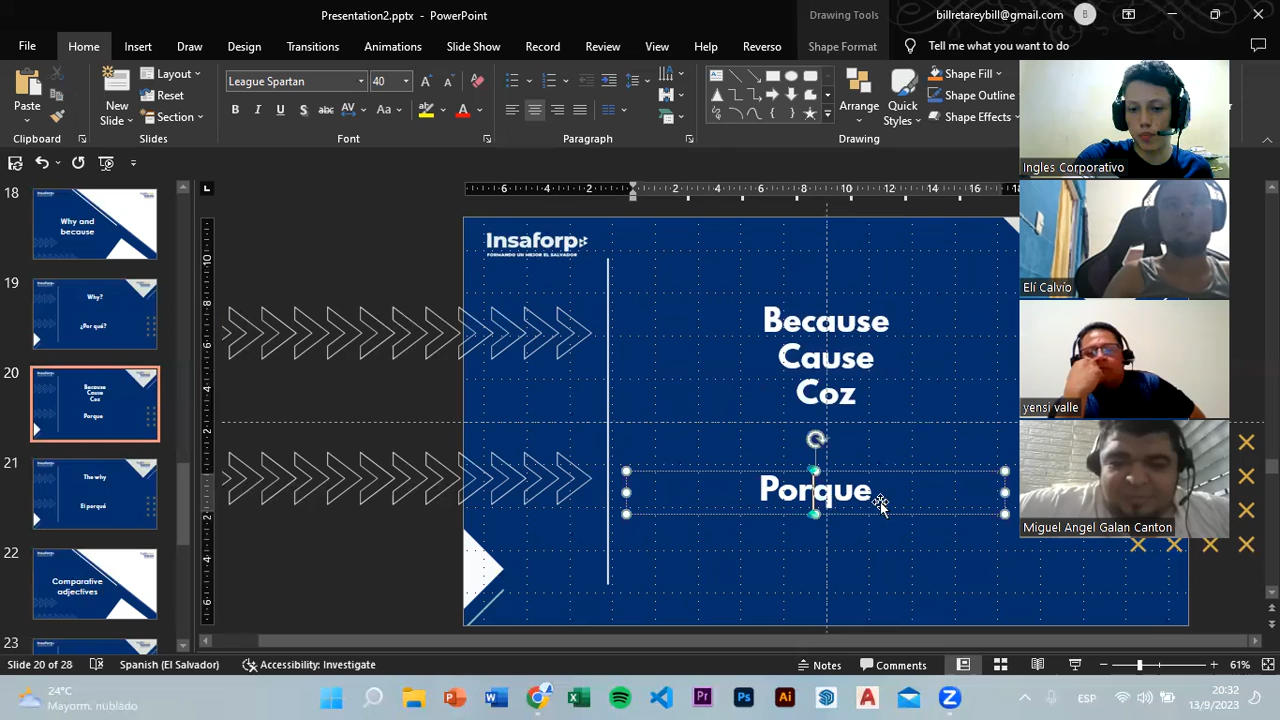 Presentation2.pptx - PowerPoint
Drawing Tools
billretareybill@gmail.com
B
File
Home
Insert
Draw
Design
Transitions
Animations
Slide Show
Record
Review
View
Help
Reverso
Shape Format
Tell me what you want to do
Paste
New
Slide
Layout
Reset
Section
League Spartan
40
Arrange
Quick
Styles
Shape Fill
Shape Outline
Shape Effects
Clipboard
Slides
Font
Paragraph
Drawing
18
Why and
because
19
Why?
¿Por qué?
20
Because
Cause
Coz
Porque
21
The why
El porqué
22
Comparative
adjectives
23
Insaforp
FORMANDO UN MEJOR EL SALVADOR
Because
Cause
Coz
Porque
Ingles Corporativo
Elí Calvío
yensi valle
Miguel Angel Galan Canton
Slide 20 of 28
Spanish (El Salvador)
Accessibility: Investigate
Notes
Comments
61%
24°C
Mayorm. nublado
ESP
20:32
13/9/2023